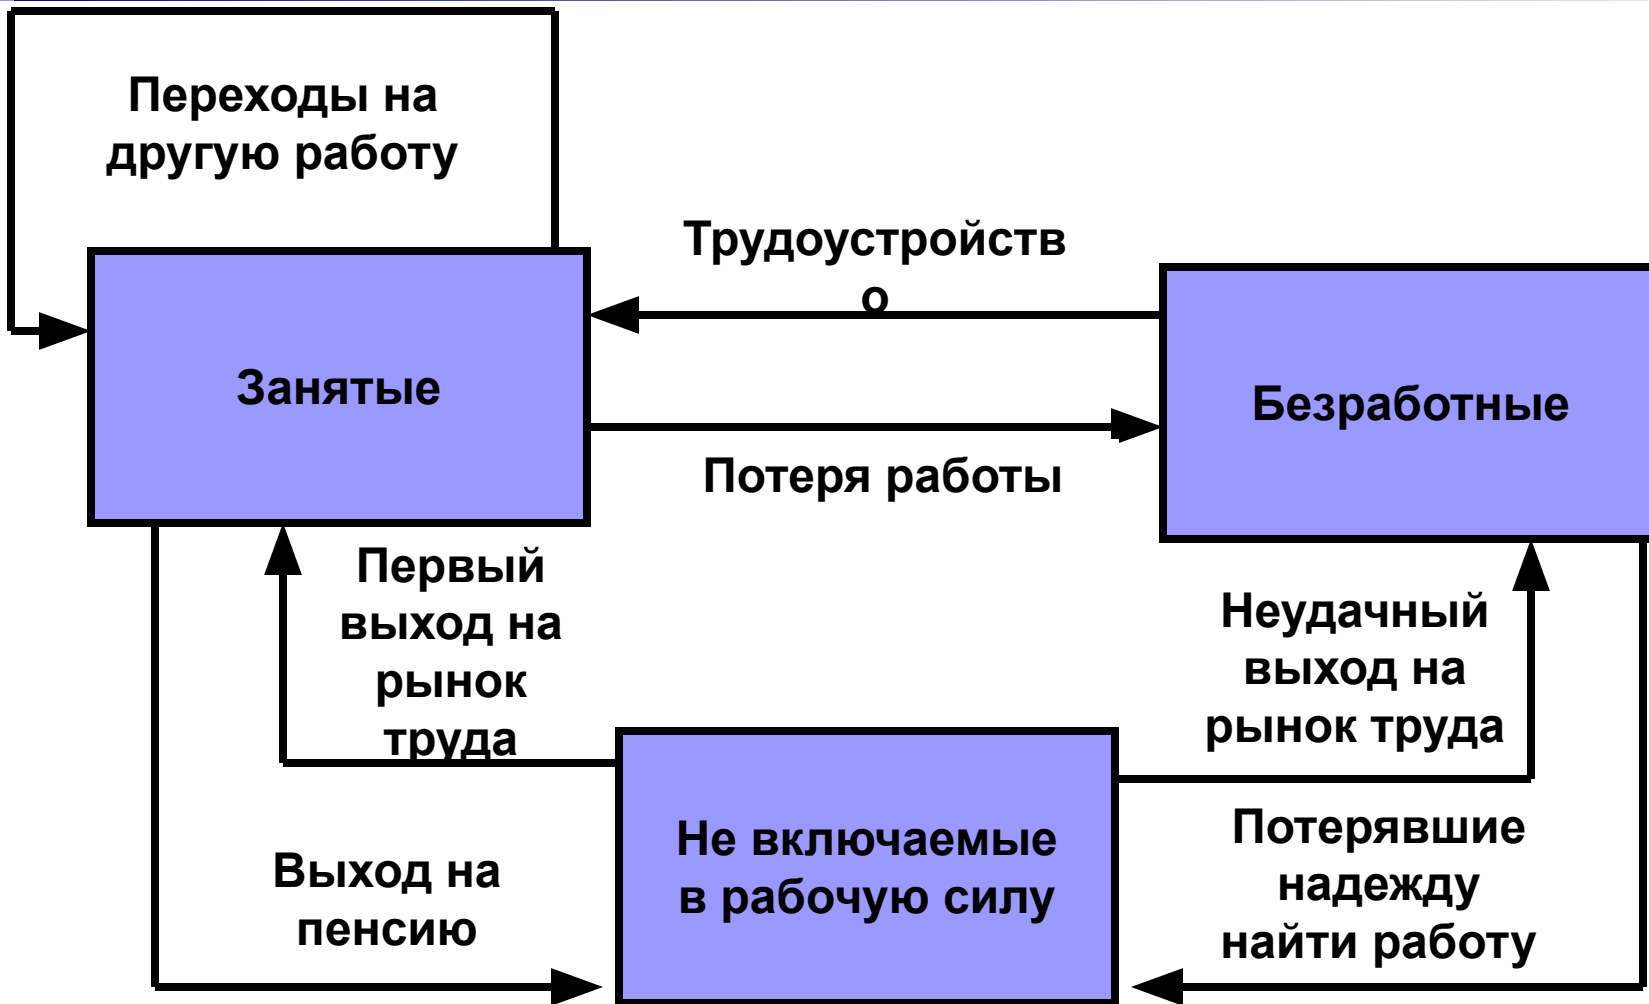 Переходы на
другую работу
Трудоустройств
о
Занятые
Безработные
Потеря работы
Первый
выход на
рынок
труда
Неудачный
выход на
рынок труда
Не включаемые
в рабочую силу
Выход на
пенсию
Потерявшие
надежду
найти работу